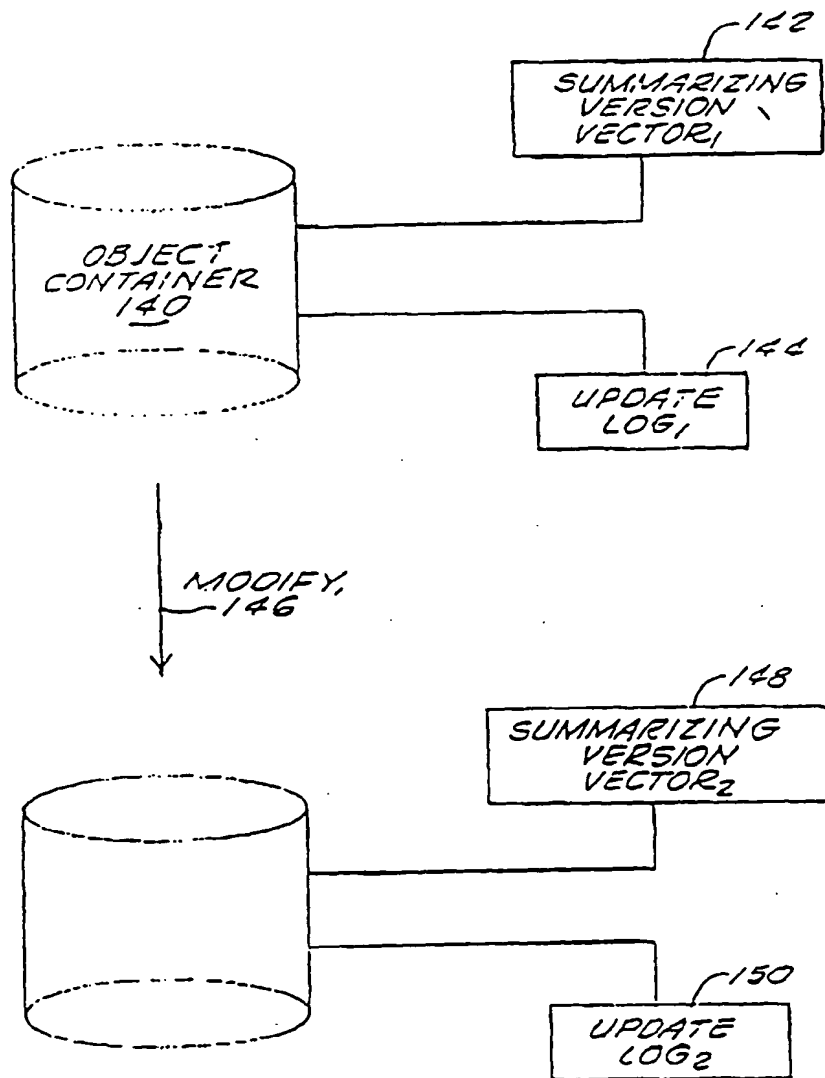 142
SUMMARIZING
VERSION
VECTOR₁
OBJECT
CONTAINER
140
144
UPDATE
LOG₁
MODIFY,
146
148
SUMMARIZING
VERSION
VECTOR₂
150
UPDATE
LOG₂